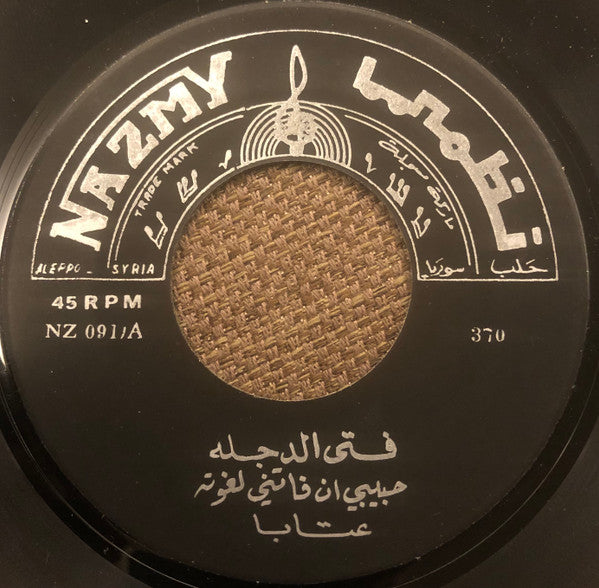 NAZMY
نظمي
TRADE MARK
ماركة
ALEPPO - SYRIA
سوريا
حلب
45 RPM
NZ 091/A
370
فتى الدجله
حبيبي ان فاتني لغوته
عتابا